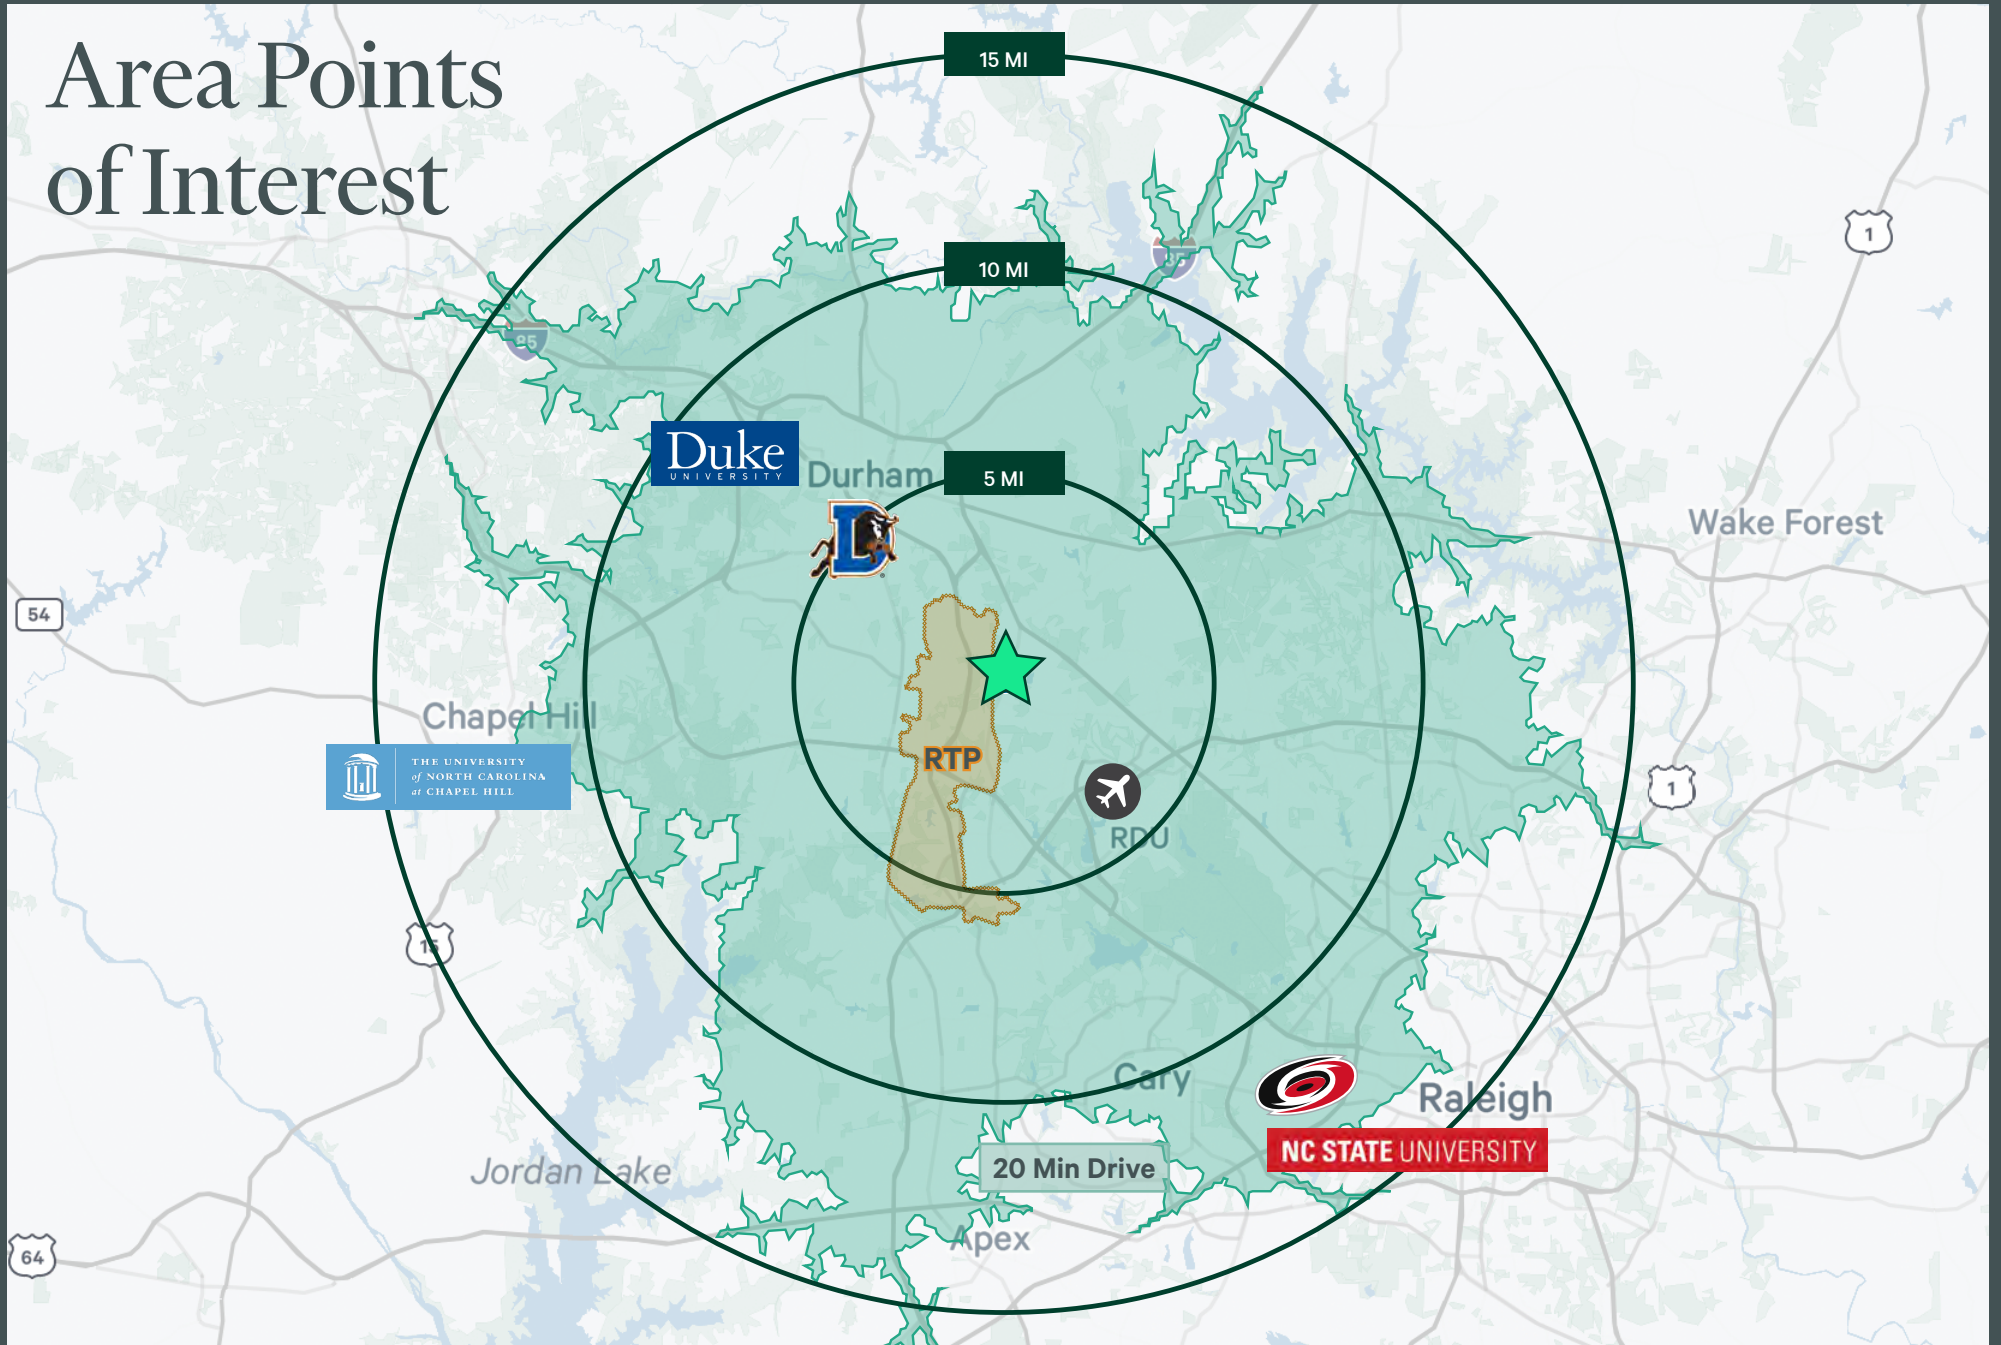 Area Points
of Interest
15 MI
10 MI
5 MI
1
85
85
Duke
UNIVERSITY
Durham
D
Wake Forest
54
Chapel Hill
THE UNIVERSITY
of NORTH CAROLINA
at CHAPEL HILL
RTP
RDU
1
15
Cary
Raleigh
NC STATE UNIVERSITY
20 Min Drive
Jordan Lake
Apex
64